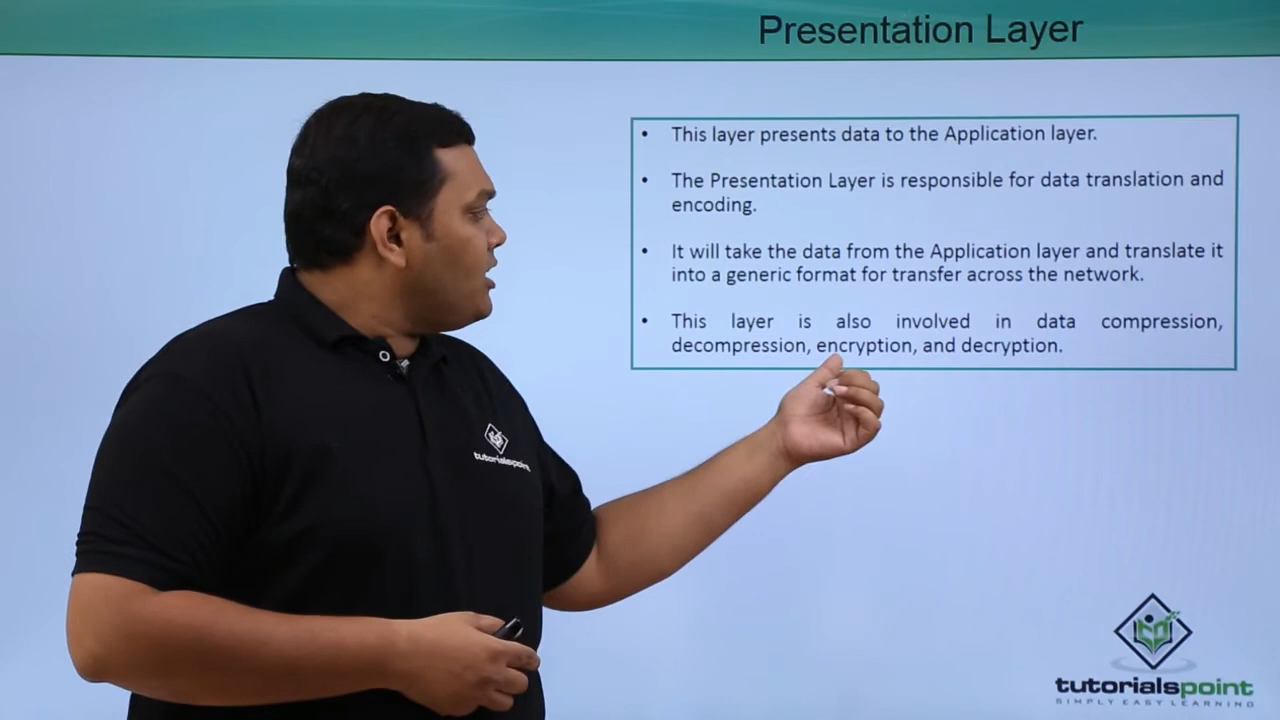 Presentation Layer
• This layer presents data to the Application layer.
• The Presentation Layer is responsible for data translation and
encoding.
• It will take the data from the Application layer and translate it
into a generic format for transfer across the network.
• This layer is also involved in data compression,
decompression, encryption, and decryption.
tutorialspoint
tutorialspoint
SIMPLY EASY LEARNING